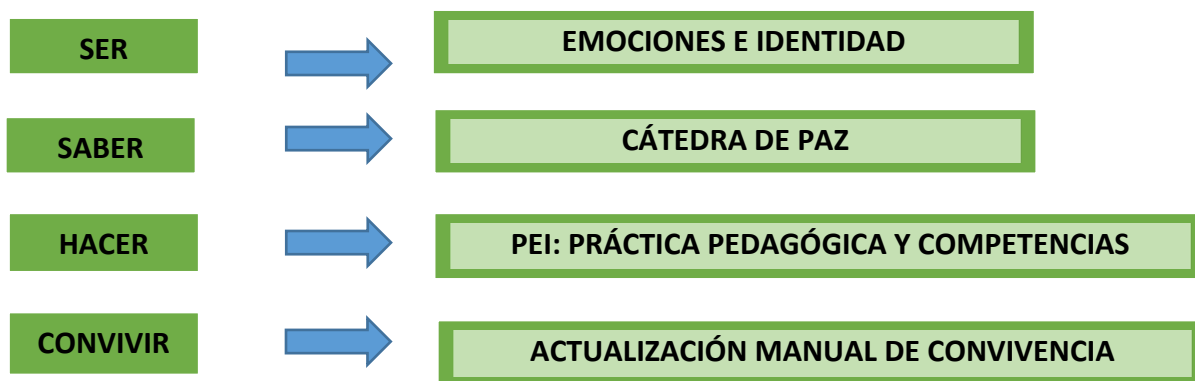 SER
EMOCIONES E IDENTIDAD
SABER
CÁTEDRA DE PAZ
HACER
PEI: PRÁCTICA PEDAGÓGICA Y COMPETENCIAS
CONVIVIR
ACTUALIZACIÓN MANUAL DE CONVIVENCIA